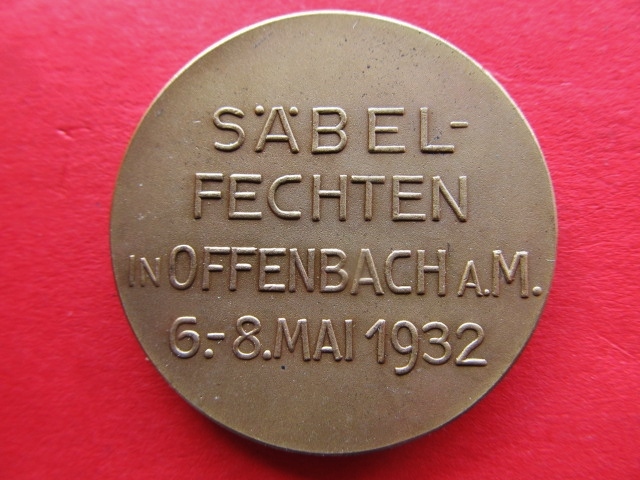 SÄBEL-
FECHTEN
IN OFFENBACH A.M.
6.-8. MAI 1932